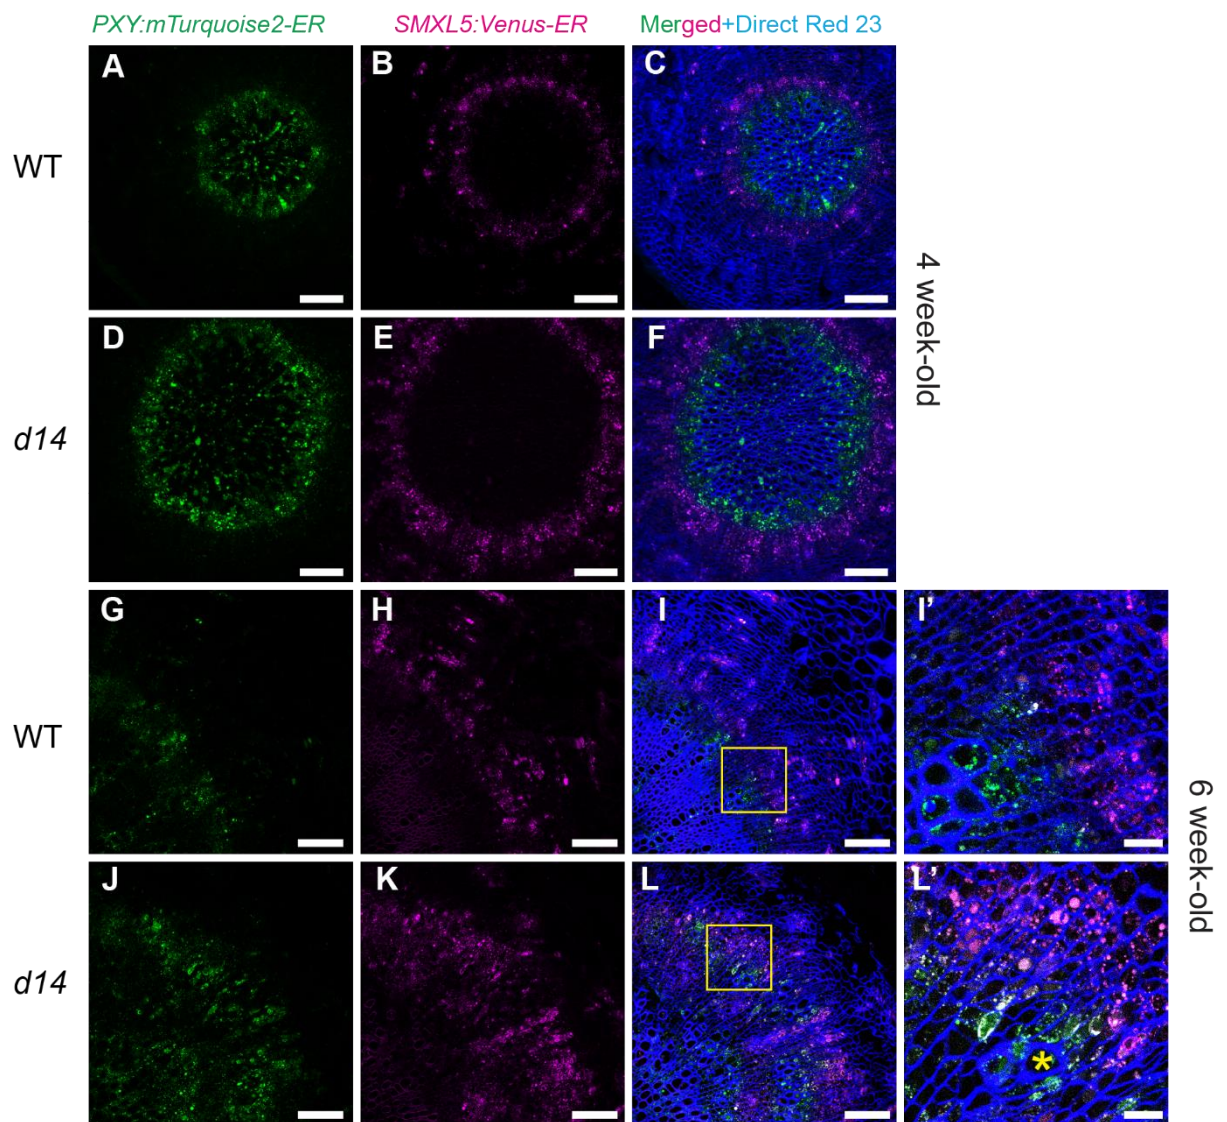 PXY:mTurquoise2-ER SMXL5:Venus-ER Merged+Direct Red 23
A B C
WT
4 week-old
D E F
d14
G H I I’
WT
6 week-old
J K L L’
d14
*